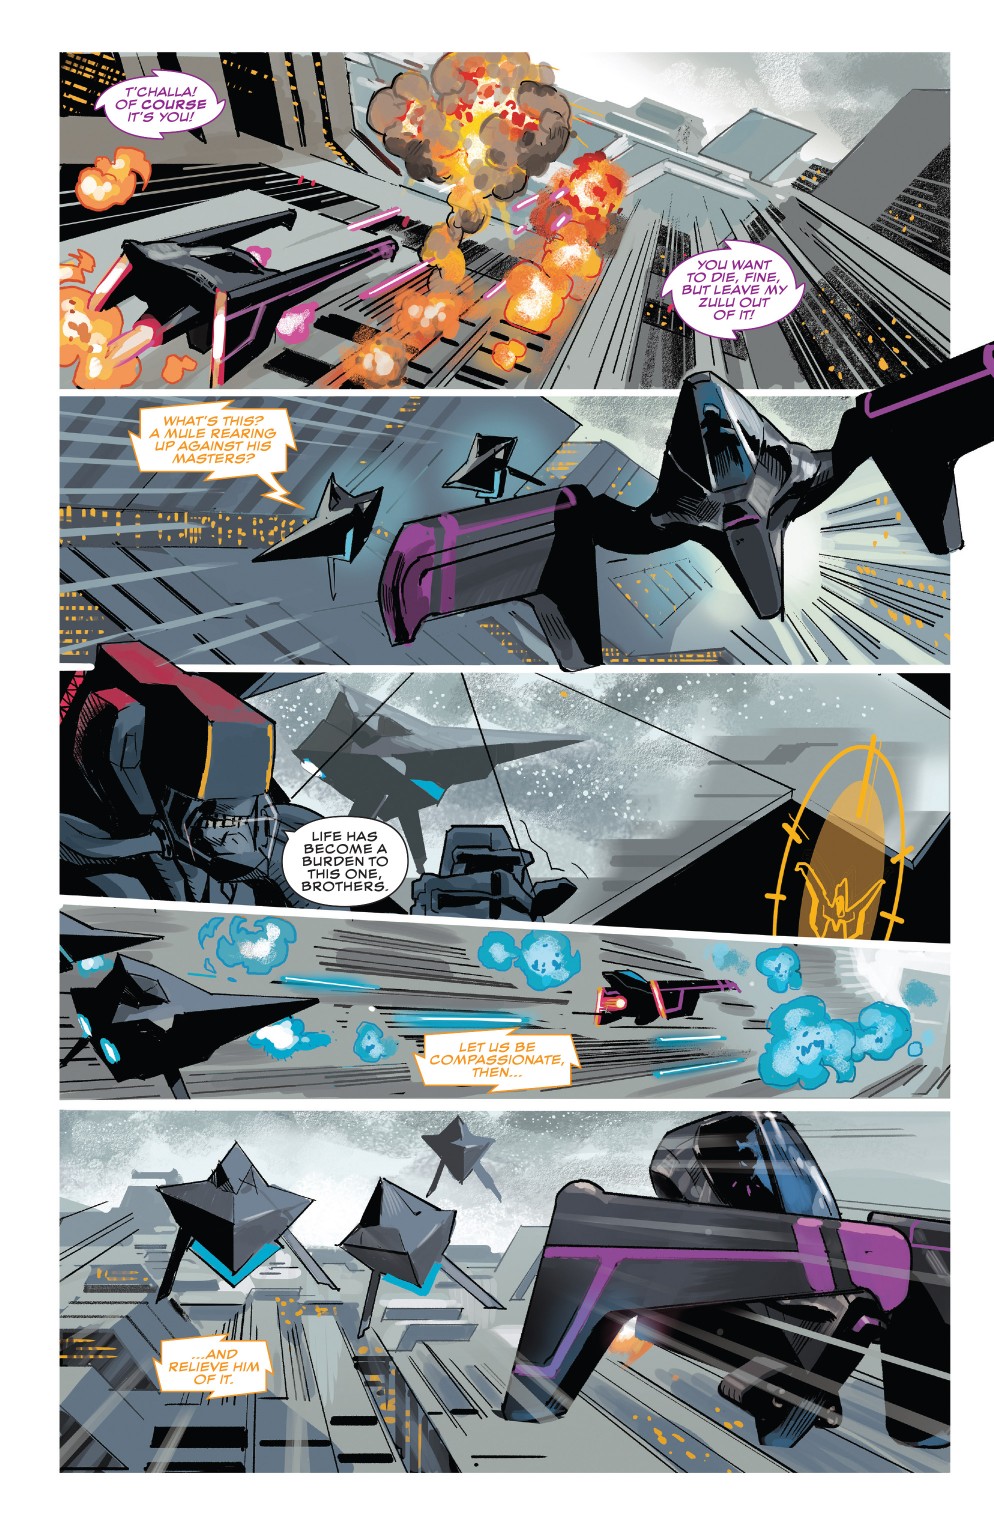 T'CHALLA!
OF COURSE
IT'S YOU!
YOU WANT
TO DIE, FINE,
BUT LEAVE MY
ZULU OUT
OF IT!
WHAT'S THIS?
A MULE REARING
UP AGAINST HIS
MASTERS?
LIFE HAS
BECOME A
BURDEN TO
THIS ONE,
BROTHERS.
LET US BE
COMPASSIONATE,
THEN...
...AND
RELIEVE HIM
OF IT.